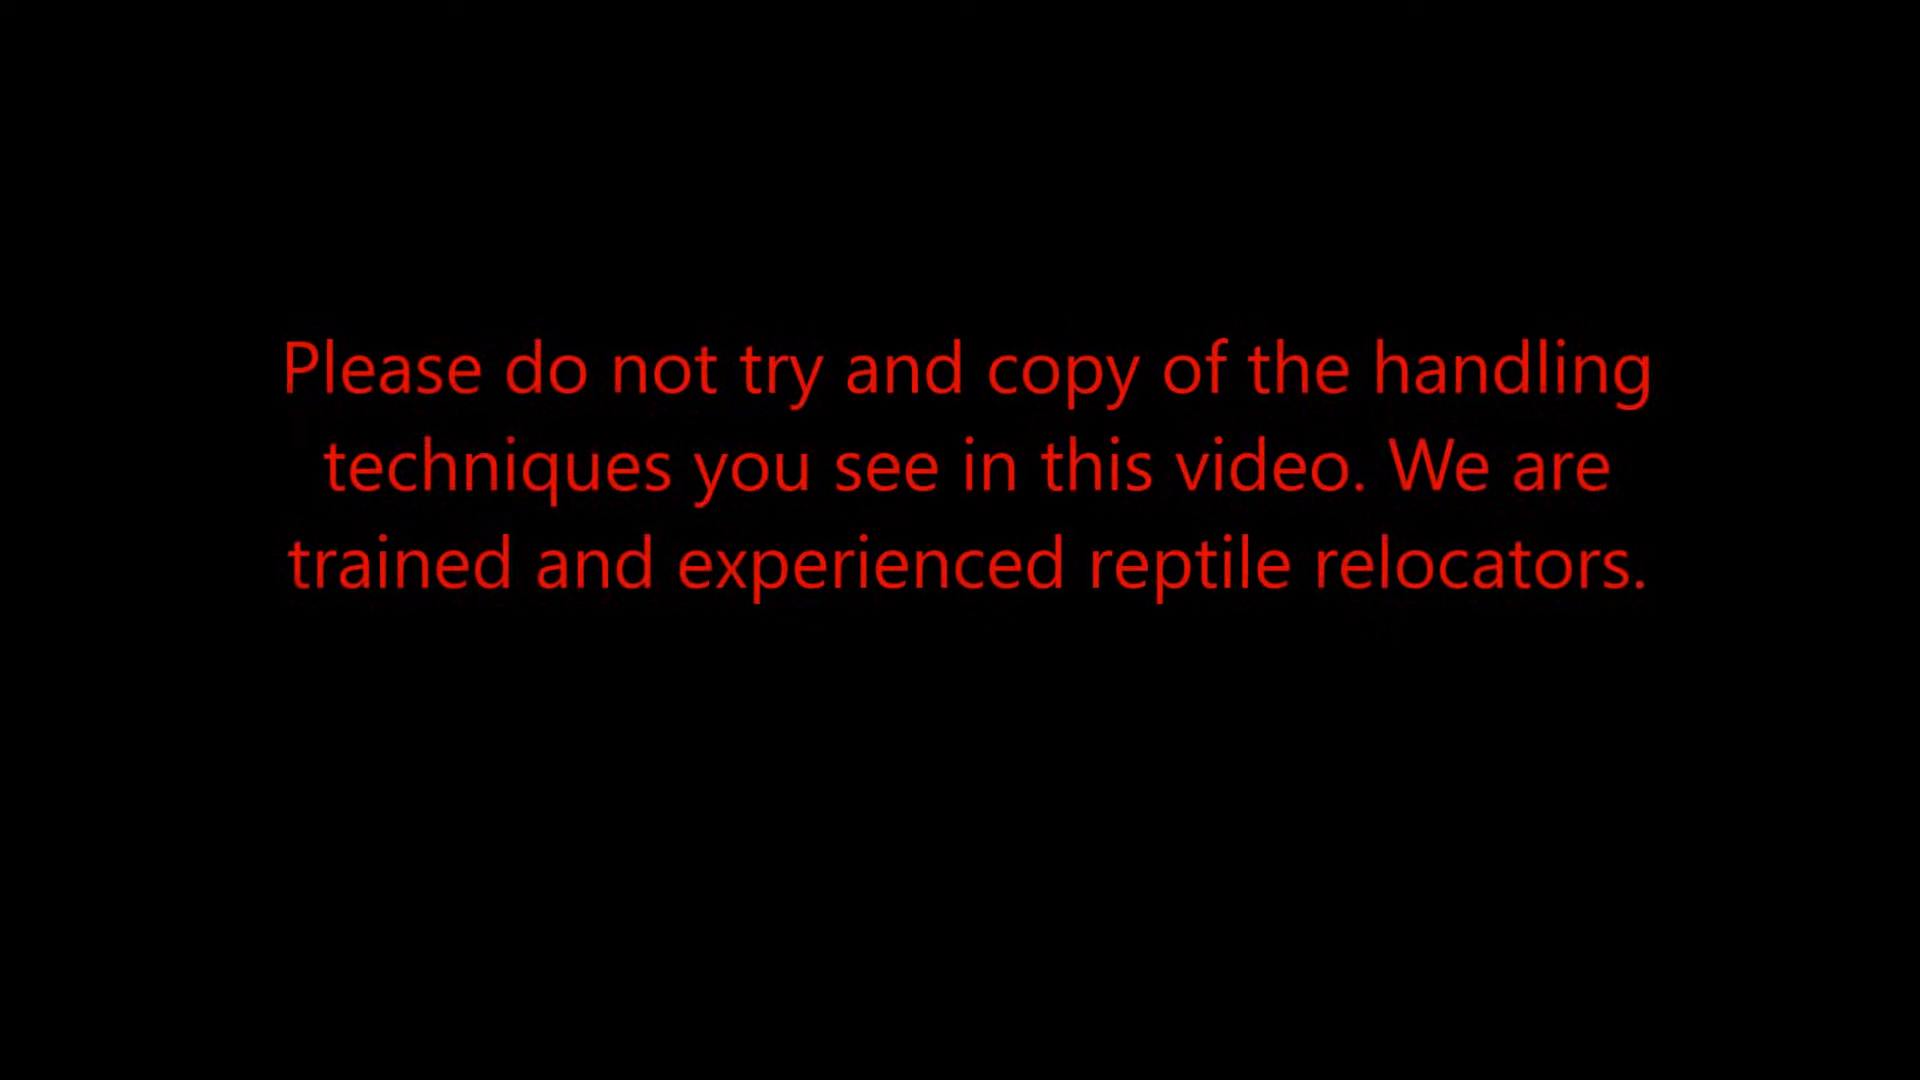 Please do not try and copy of the handling
techniques you see in this video. We are
trained and experienced reptile relocators.